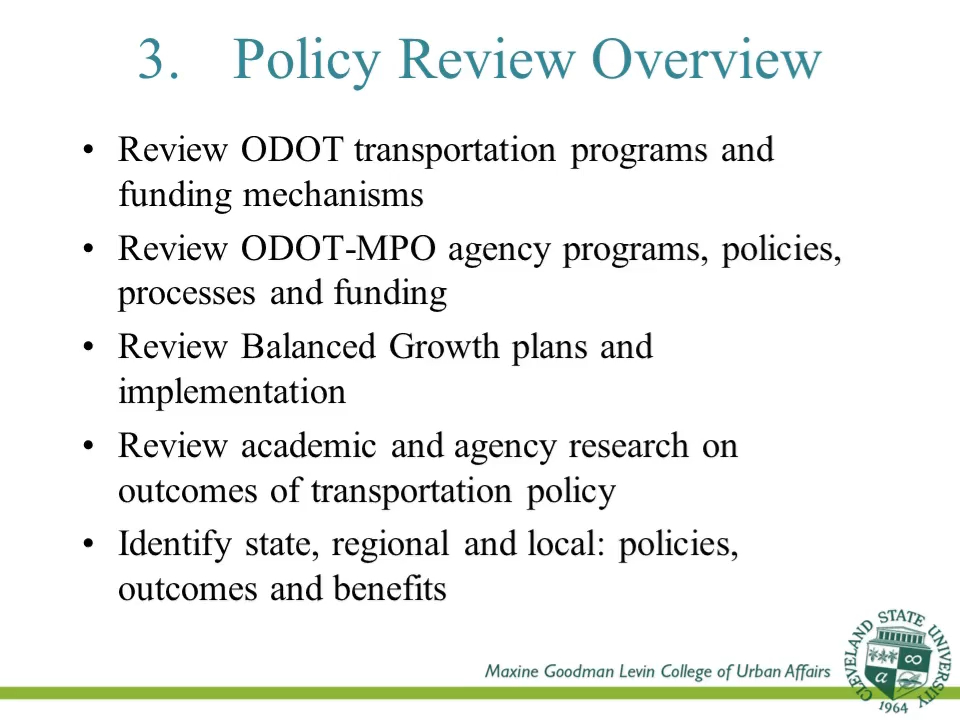 3. Policy Review Overview
• Review ODOT transportation programs and
funding mechanisms
• Review ODOT-MPO agency programs, policies,
processes and funding
• Review Balanced Growth plans and
implementation
• Review academic and agency research on
outcomes of transportation policy
• Identify state, regional and local: policies,
outcomes and benefits
Maxine Goodman Levin College of Urban Affairs
CLEVELAND STATE UNIVERSITY
1964